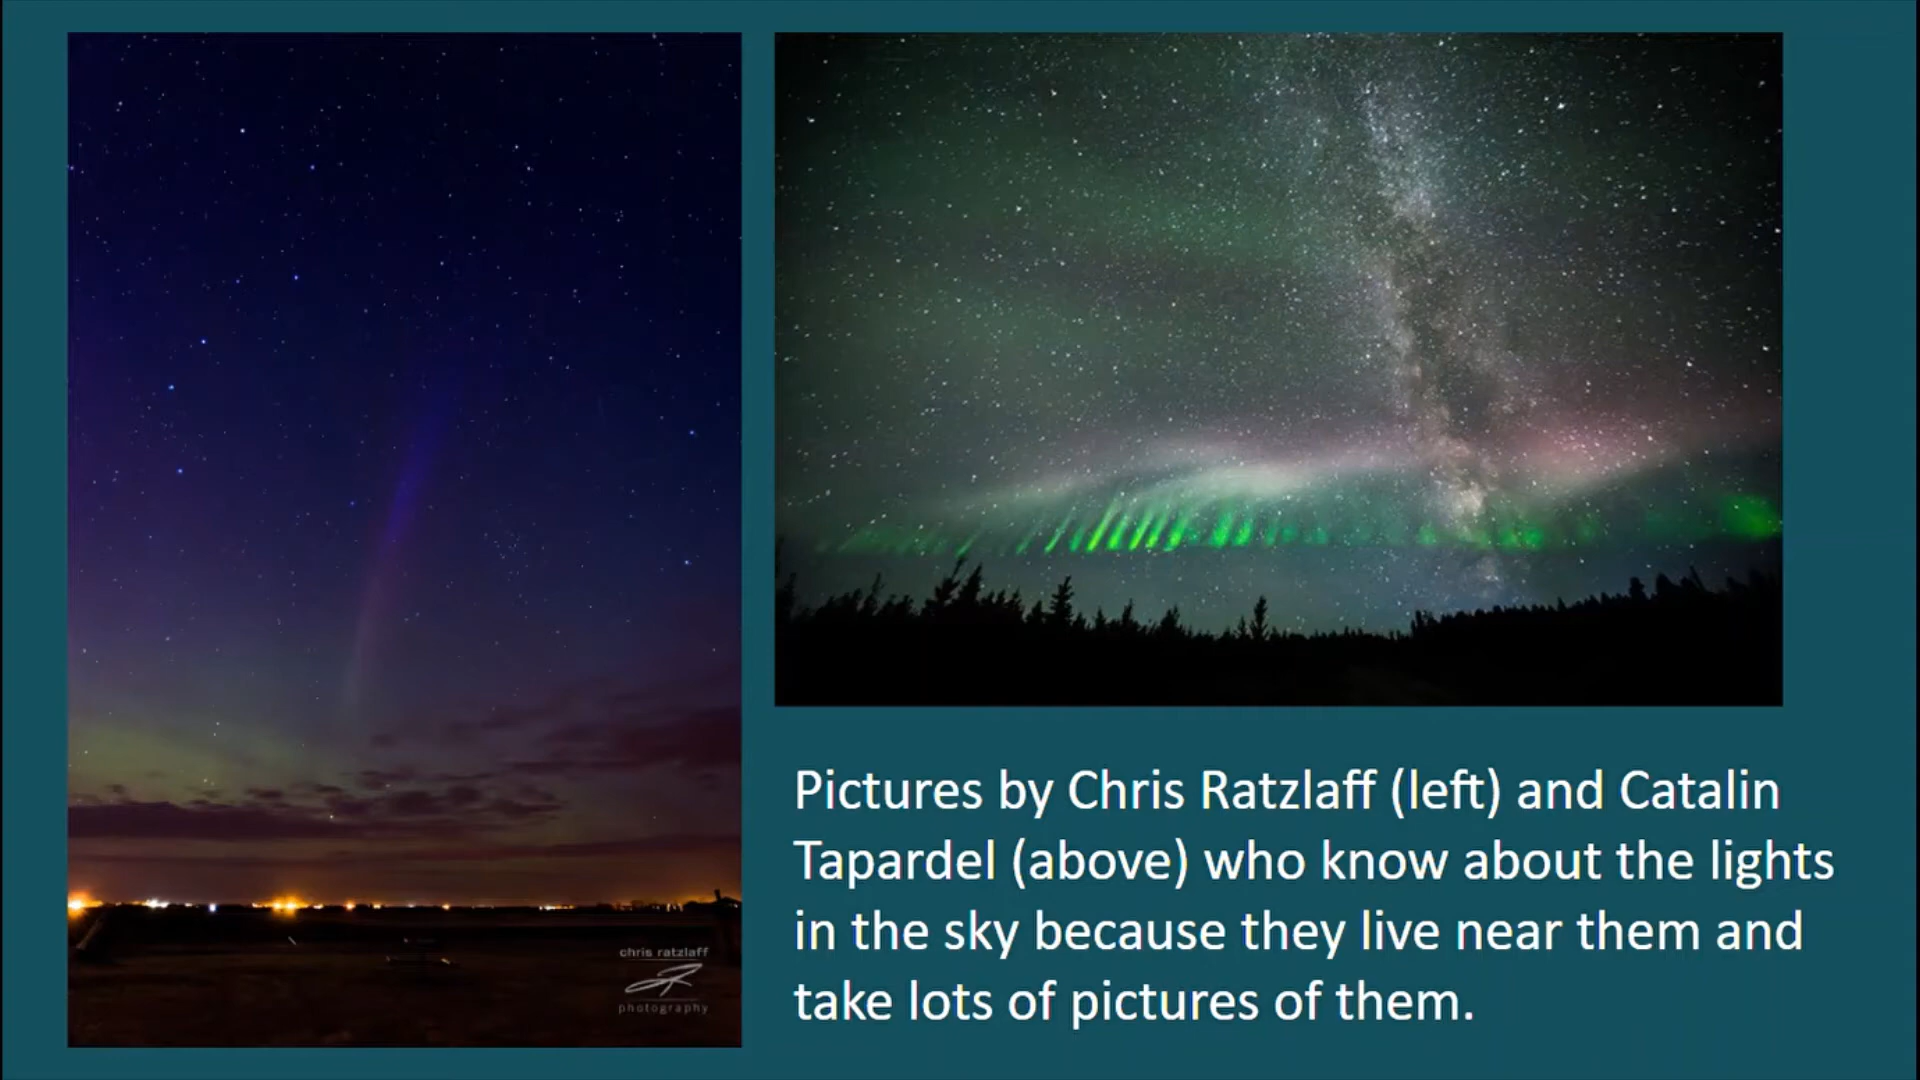 chris ratzlaff
photography
Pictures by Chris Ratzlaff (left) and Catalin
Tapardel (above) who know about the lights
in the sky because they live near them and
take lots of pictures of them.